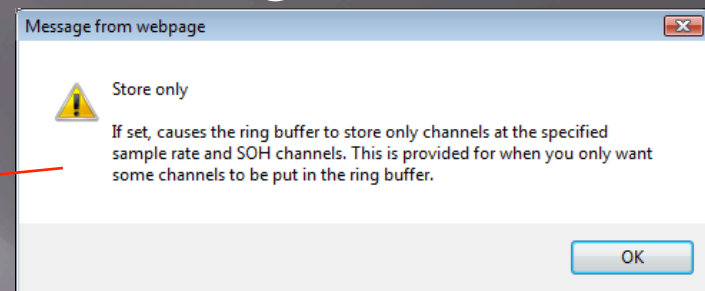 Message from webpage
Store only
If set, causes the ring buffer to store only channels at the specified
sample rate and SOH channels. This is provided for when you only want
some channels to be put in the ring buffer.
OK